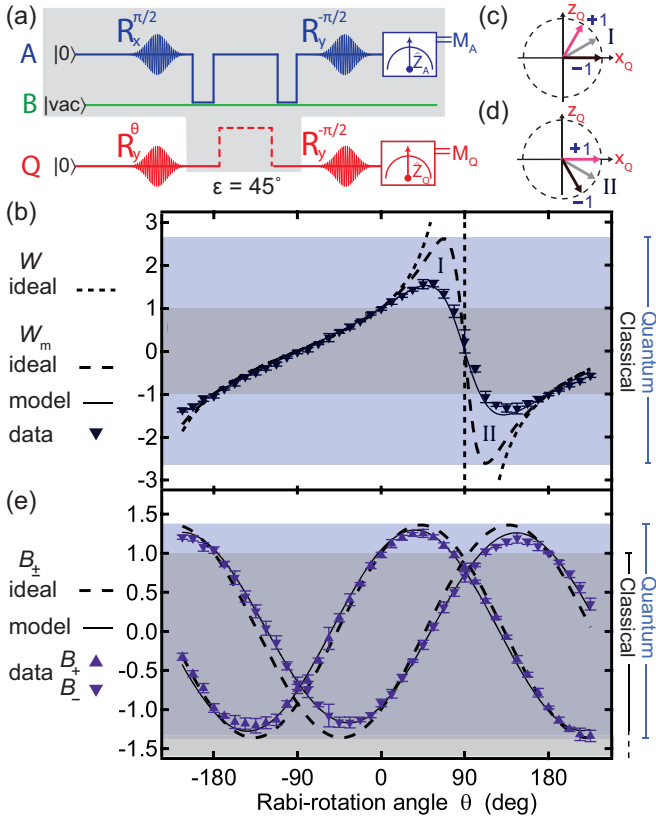 (a)
R_x^{π/2} R_y^{-π/2}
A |0⟩ Ẑ_A M_A
B |vac⟩
R_y^θ R_y^{-π/2}
Q |0⟩ Ẑ_Q M_Q
ε = 45°
(c)
z_Q
+1
I
x_Q
−1
(d)
z_Q
+1
x_Q
II
−1
(b)
W
ideal
W_m
ideal
model
data
3
2
1
0
-1
-2
-3
I
II
Classical
Quantum
(e)
B_±
ideal
model
data B_+
B_−
1.5
1.0
0.5
0.0
-0.5
-1.0
-1.5
Classical
Quantum
-180 -90 0 90 180
Rabi-rotation angle θ (deg)